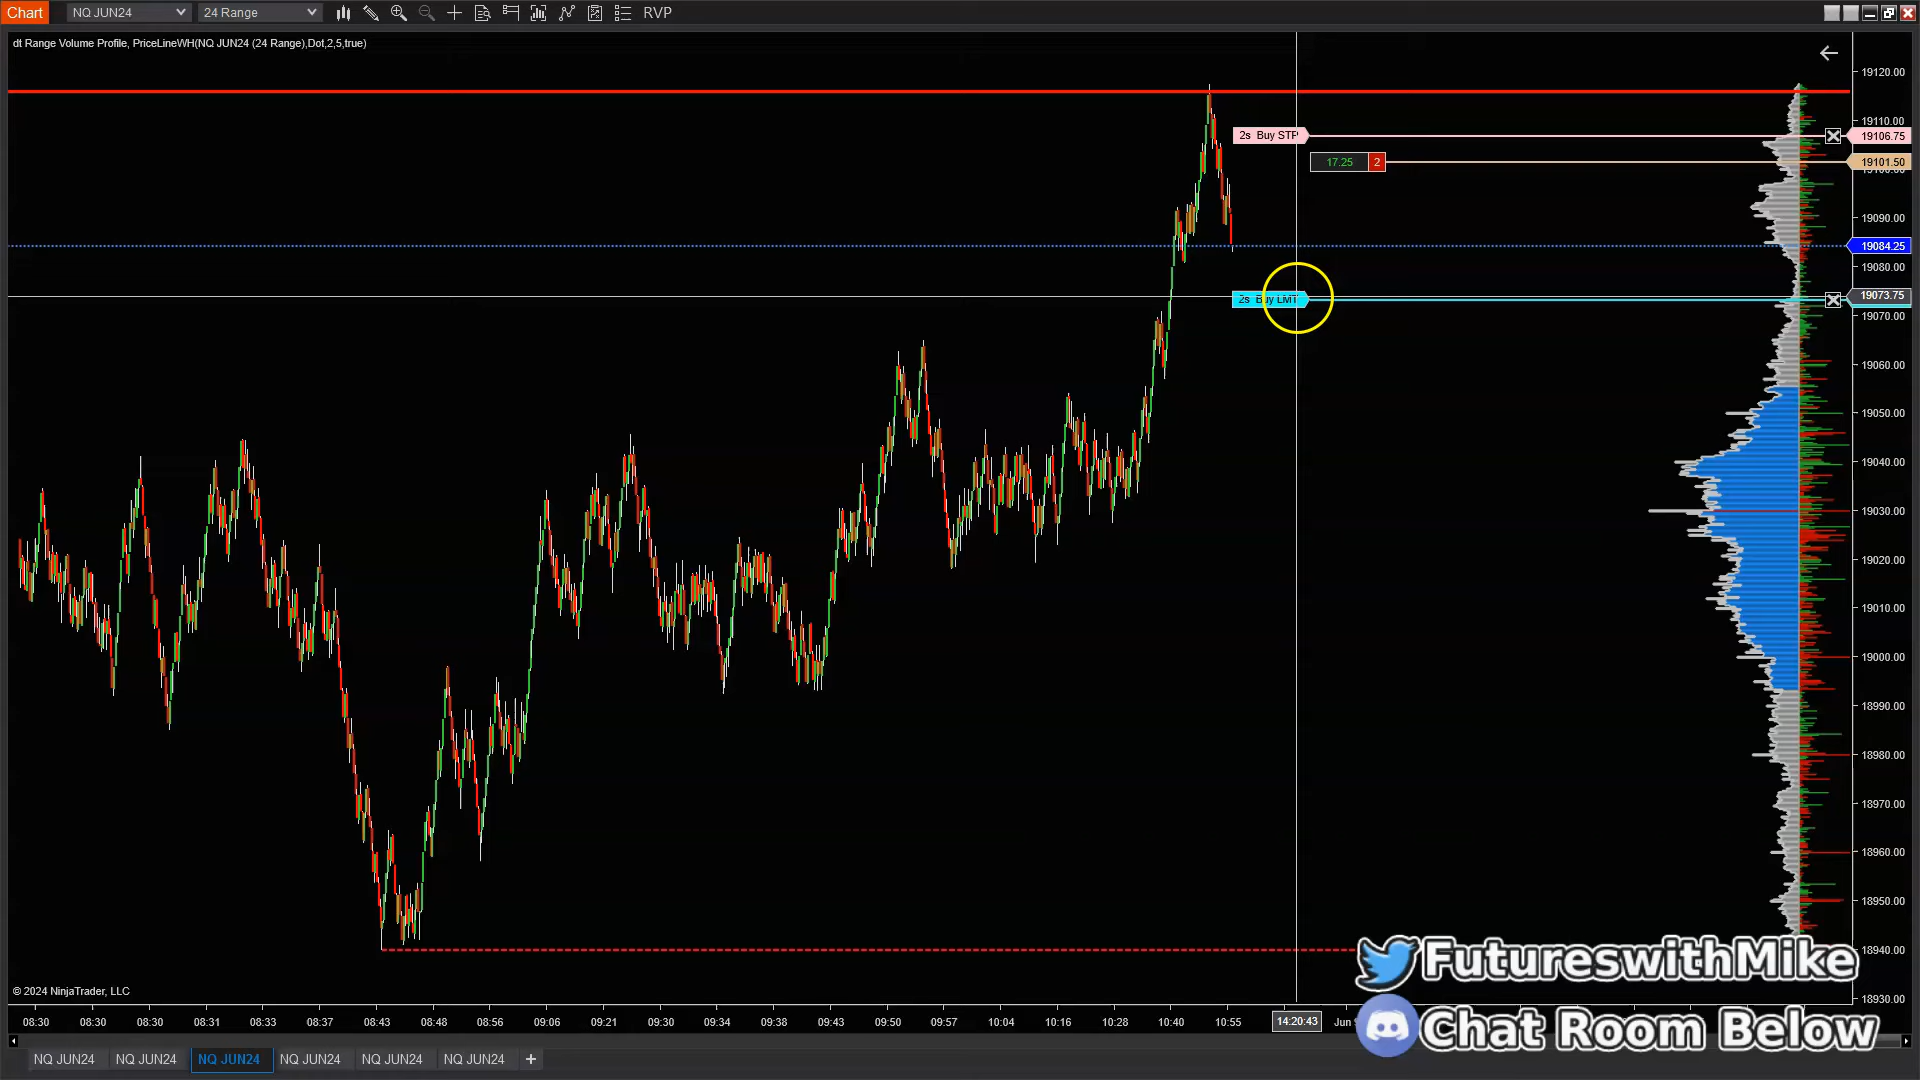 Chart NQ JUN24 24 Range RVP
dt Range Volume Profile, PriceLineWH(NQ JUN24 (24 Range),Dot,2,5,true)
19120.00
19110.00
2s Buy STP
19106.75
17.25 2
19101.50
19090.00
19084.25
19080.00
2s Buy LMT
19073.75
19070.00
19060.00
19050.00
19040.00
19030.00
19020.00
19010.00
19000.00
18990.00
18980.00
18970.00
18960.00
18950.00
18940.00
FutureswithMike
© 2024 NinjaTrader, LLC
18930.00
08:30 08:30 08:30 08:31 08:33 08:37 08:43 08:48 08:56 09:06 09:21 09:30 09:34 09:38 09:43 09:50 09:57 10:04 10:16 10:28 10:40 10:55 14:20:43 Jun
Chat Room Below
NQ JUN24 NQ JUN24 NQ JUN24 NQ JUN24 NQ JUN24 NQ JUN24 +